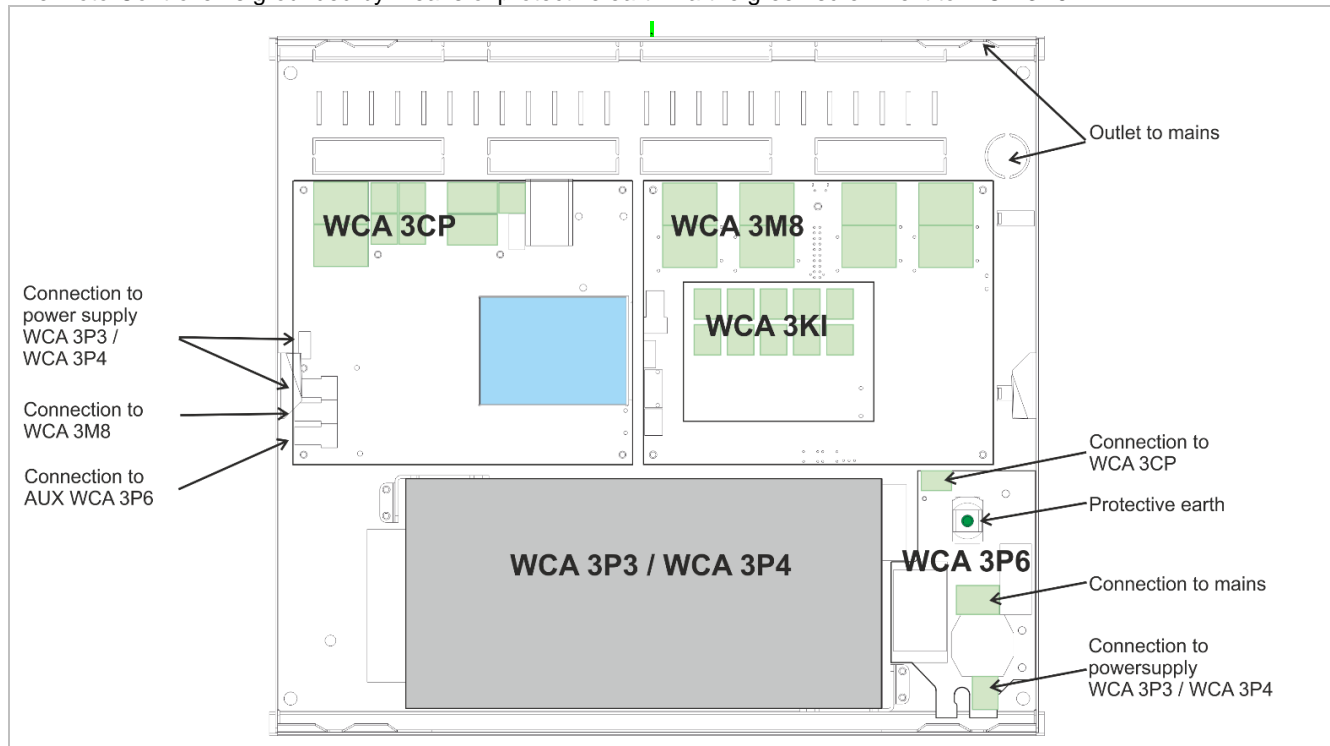 Outlet to mains
WCA 3CP
WCA 3M8
Connection to
power supply
WCA 3P3 /
WCA 3P4
WCA 3KI
Connection to
WCA 3M8
Connection to
WCA 3CP
Connection to
AUX WCA 3P6
Protective earth
WCA 3P3 / WCA 3P4
WCA 3P6
Connection to mains
Connection to
powersupply
WCA 3P3 / WCA 3P4